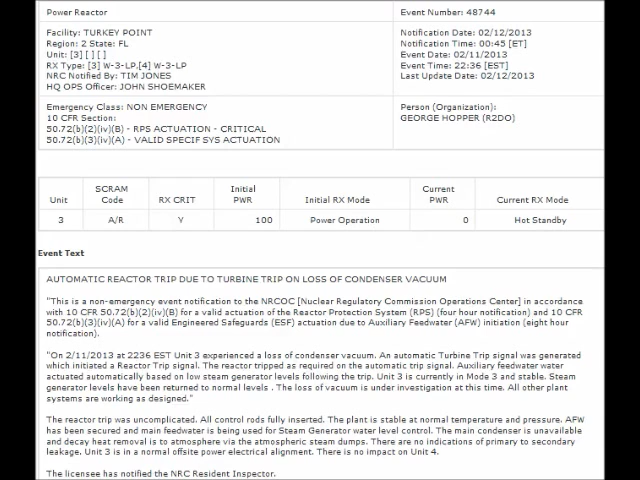 Power Reactor
Event Number: 48744
Facility: TURKEY POINT
Region: 2 State: FL
Unit: [3] [ ] [ ]
RX Type: [3] W-3-LP,[4] W-3-LP
NRC Notified By: TIM JONES
HQ OPS Officer: JOHN SHOEMAKER
Notification Date: 02/12/2013
Notification Time: 00:45 [ET]
Event Date: 02/11/2013
Event Time: 22:36 [EST]
Last Update Date: 02/12/2013
Emergency Class: NON EMERGENCY
10 CFR Section:
50.72(b)(2)(iv)(B) - RPS ACTUATION - CRITICAL
50.72(b)(3)(iv)(A) - VALID SPECIF SYS ACTUATION
Person (Organization):
GEORGE HOPPER (R2DO)
Unit SCRAM Code RX CRIT Initial PWR Initial RX Mode Current PWR Current RX Mode
3 A/R Y 100 Power Operation 0 Hot Standby
Event Text
AUTOMATIC REACTOR TRIP DUE TO TURBINE TRIP ON LOSS OF CONDENSER VACUUM
"This is a non-emergency event notification to the NRCOC [Nuclear Regulatory Commission Operations Center] in accordance
with 10 CFR 50.72(b)(2)(iv)(B) for a valid actuation of the Reactor Protection System (RPS) (four hour notification) and 10 CFR
50.72(b)(3)(iv)(A) for a valid Engineered Safeguards (ESF) actuation due to Auxiliary Feedwater (AFW) initiation (eight hour
notification).
"On 2/11/2013 at 2236 EST Unit 3 experienced a loss of condenser vacuum. An automatic Turbine Trip signal was generated
which initiated a Reactor Trip signal. The reactor tripped as required on the automatic trip signal. Auxiliary feedwater water
actuated automatically based on low steam generator levels following the trip. Unit 3 is currently in Mode 3 and stable. Steam
generator levels have been returned to normal levels . The loss of vacuum is under investigation at this time. All other plant
systems are working as designed."
The reactor trip was uncomplicated. All control rods fully inserted. The plant is stable at normal temperature and pressure. AFW
has been secured and main feedwater is being used for Steam Generator water level control. The main condenser is unavailable
and decay heat removal is to atmosphere via the atmospheric steam dumps. There are no indications of primary to secondary
leakage. Unit 3 is in a normal offsite power electrical alignment. There is no impact on Unit 4.
The licensee has notified the NRC Resident Inspector.